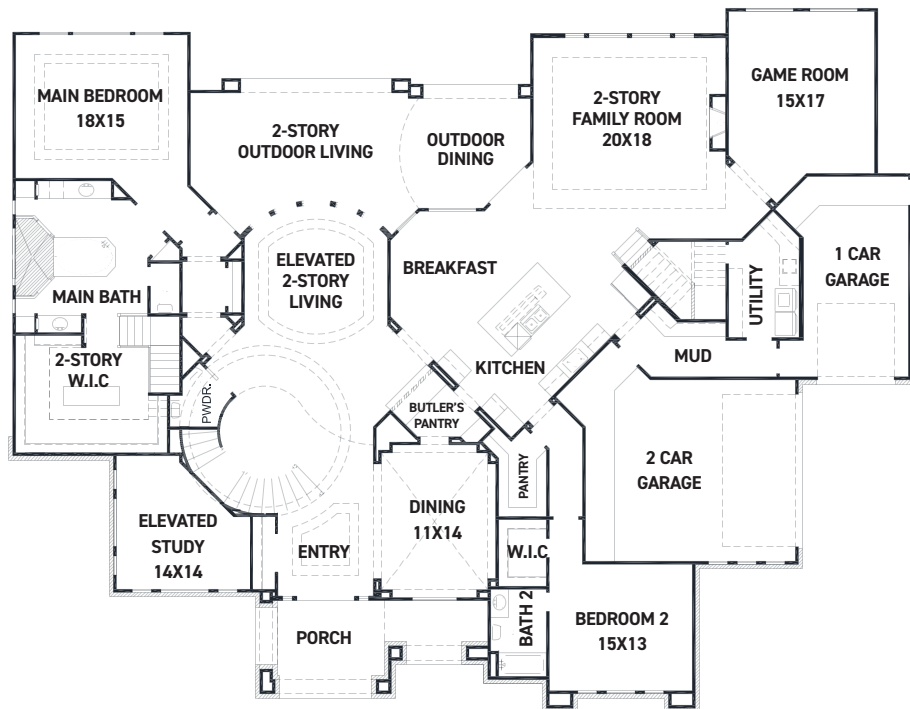 MAIN BEDROOM
18X15
2-STORY
OUTDOOR LIVING
OUTDOOR
DINING
2-STORY
FAMILY ROOM
20X18
GAME ROOM
15X17
ELEVATED
2-STORY
LIVING
BREAKFAST
1 CAR
GARAGE
MAIN BATH
UTILITY
2-STORY
W.I.C
PWDR.
KITCHEN
MUD
BUTLER'S
PANTRY
PANTRY
2 CAR
GARAGE
ELEVATED
STUDY
14X14
ENTRY
DINING
11X14
W.I.C
PORCH
BATH 2
BEDROOM 2
15X13